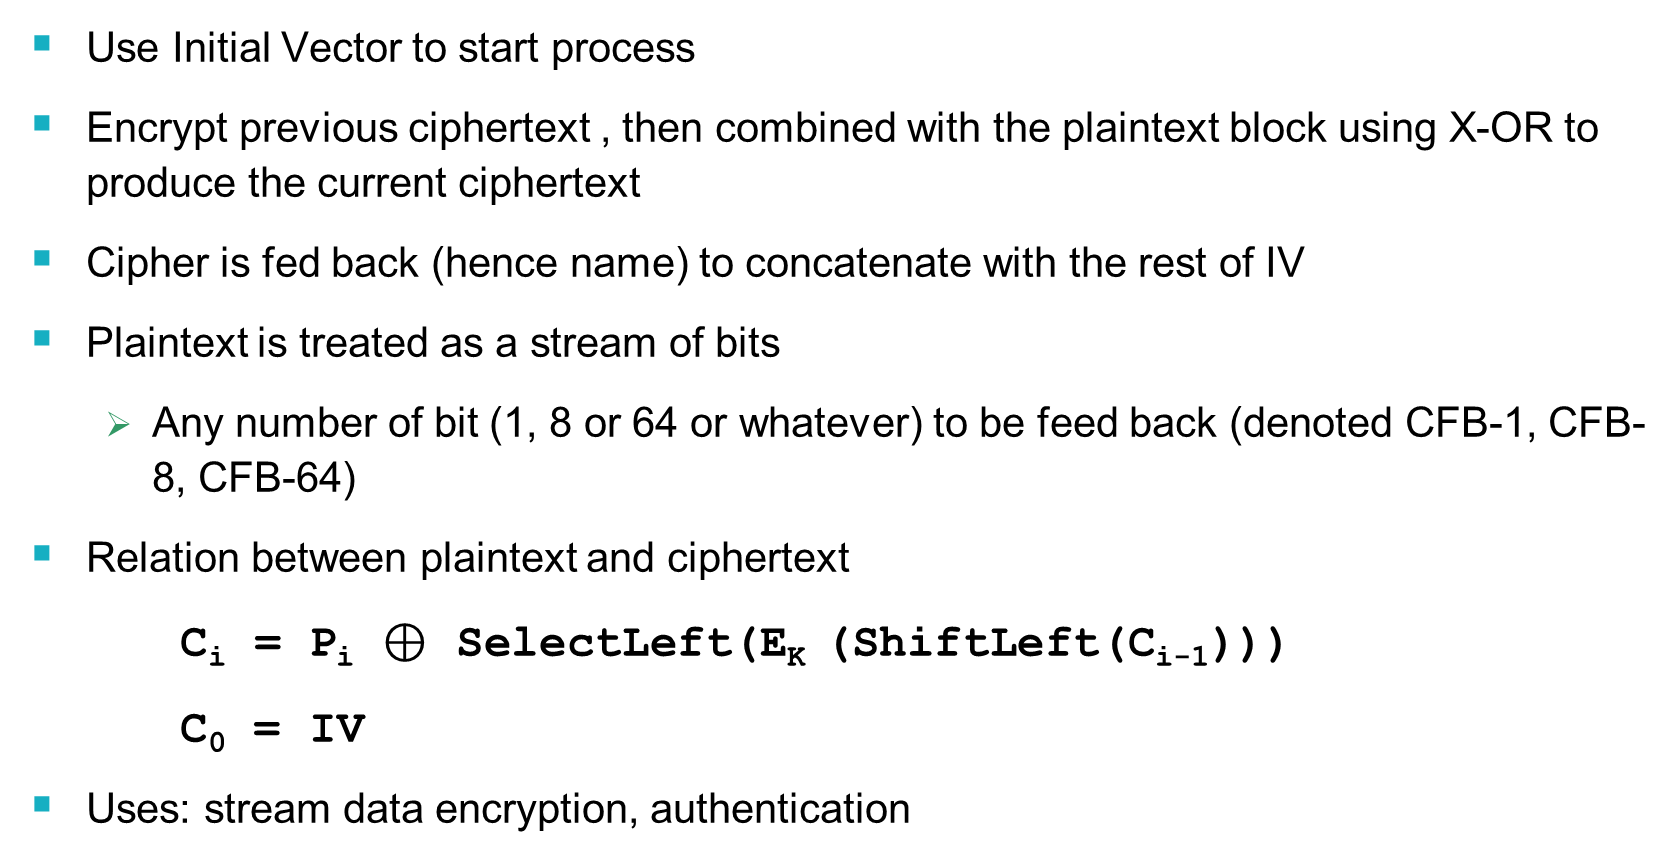 Use Initial Vector to start process
Encrypt previous ciphertext , then combined with the plaintext block using X-OR to
produce the current ciphertext
Cipher is fed back (hence name) to concatenate with the rest of IV
Plaintext is treated as a stream of bits
Any number of bit (1, 8 or 64 or whatever) to be feed back (denoted CFB-1, CFB-
8, CFB-64)
Relation between plaintext and ciphertext
Cᵢ = Pᵢ ⊕ SelectLeft(E_K (ShiftLeft(Cᵢ₋₁)))
C₀ = IV
Uses: stream data encryption, authentication